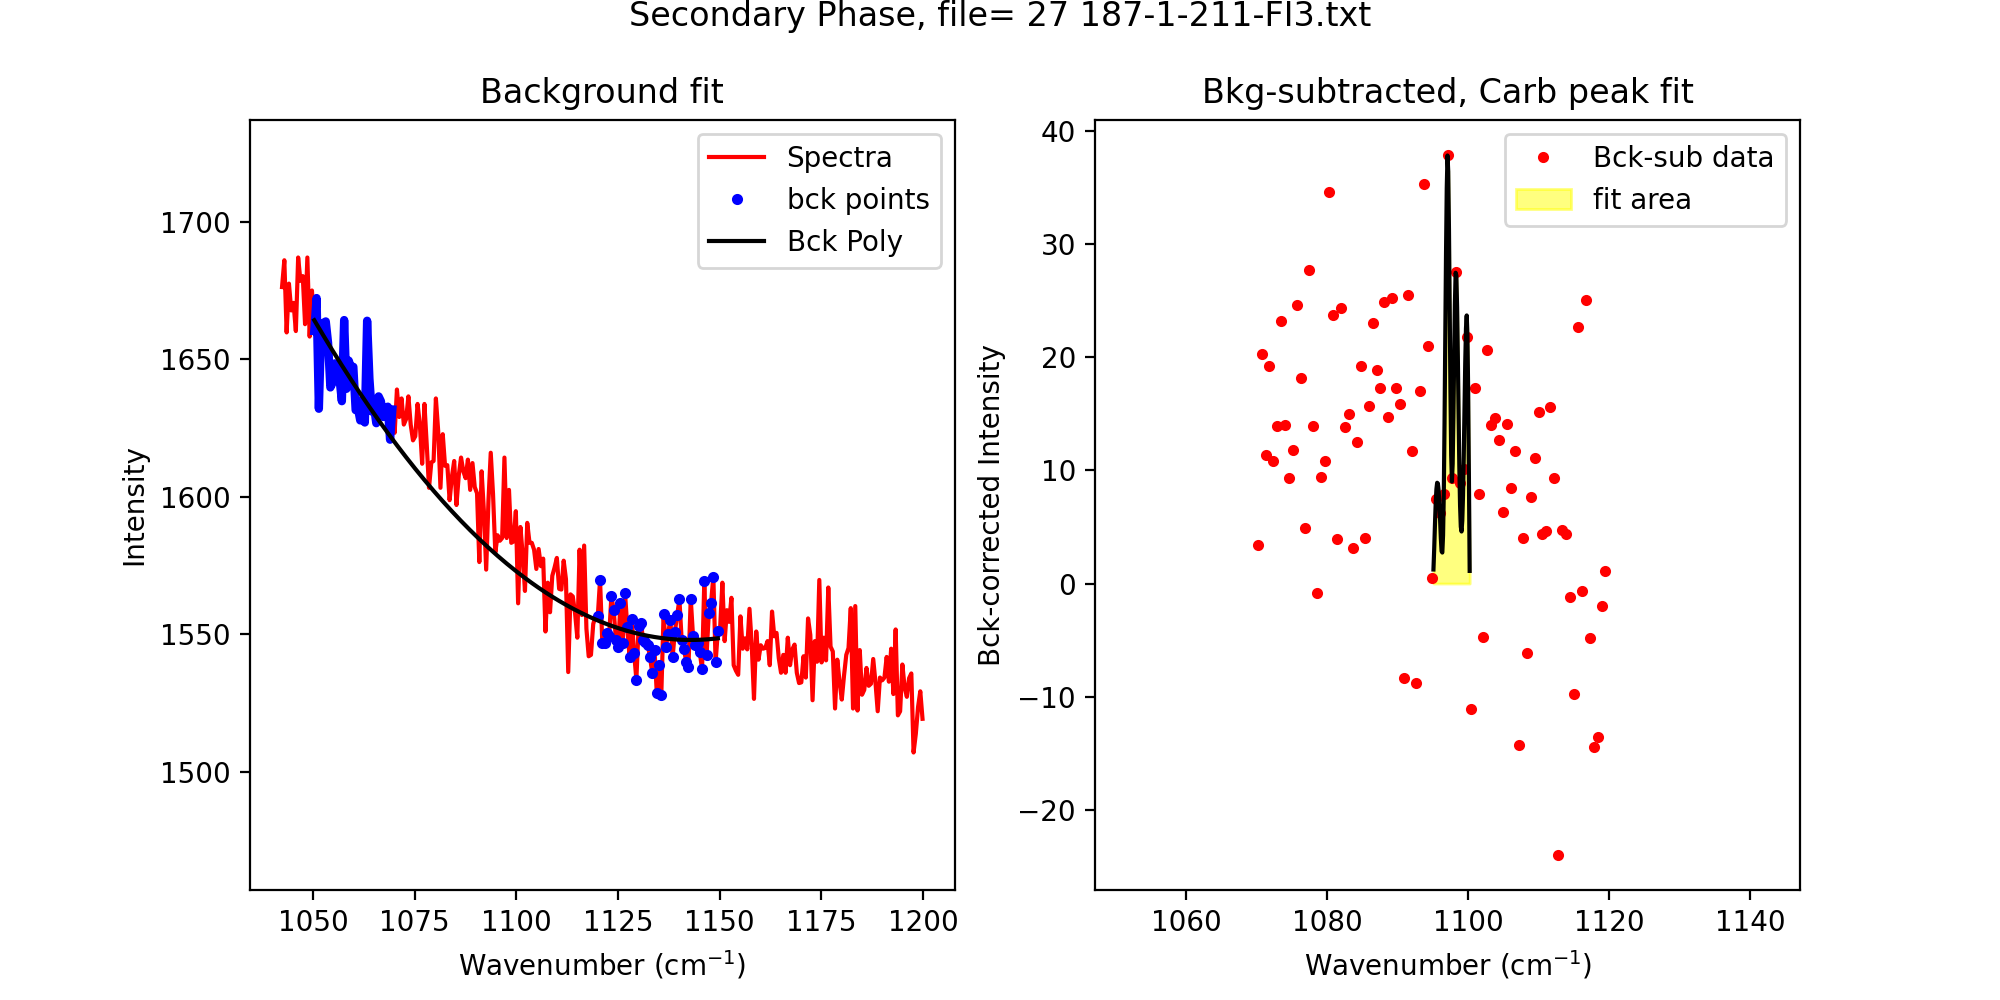 Secondary Phase, file= 27 187-1-211-FI3.txt
Background fit
Spectra
bck points
Bck Poly
1700
1650
1600
1550
1500
Intensity
1050 1075 1100 1125 1150 1175 1200
Wavenumber (cm⁻¹)
Bkg-subtracted, Carb peak fit
Bck-sub data
fit area
40
30
20
10
0
−10
−20
Bck-corrected Intensity
1060 1080 1100 1120 1140
Wavenumber (cm⁻¹)